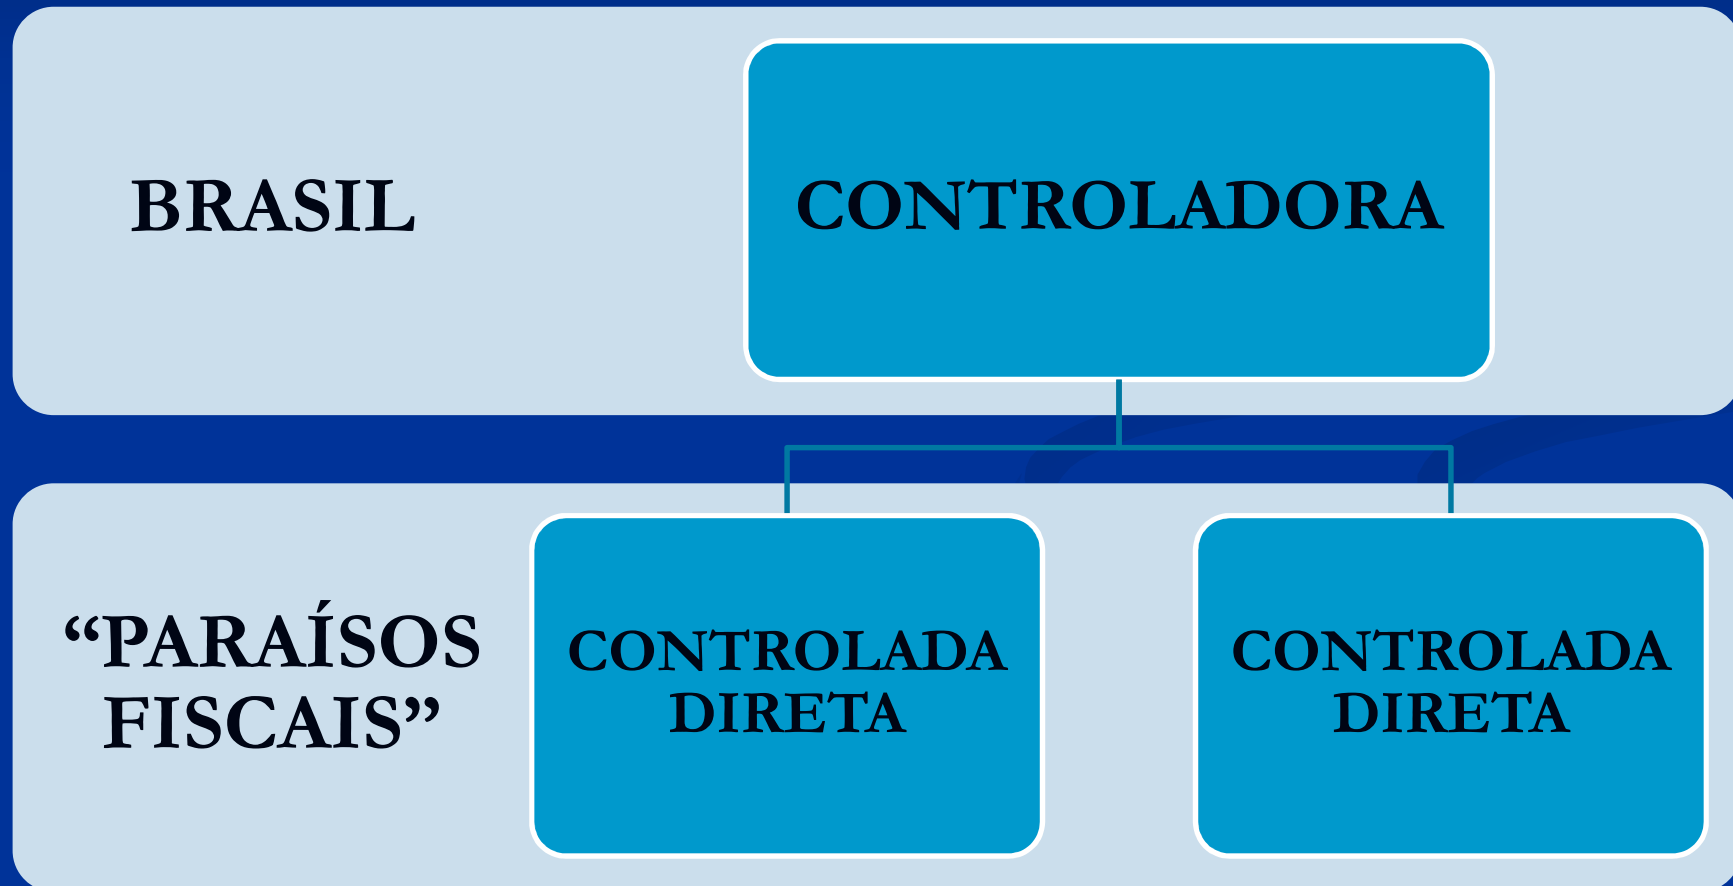 BRASIL
CONTROLADORA
“PARAÍSOS
FISCAIS”
CONTROLADA
DIRETA
CONTROLADA
DIRETA